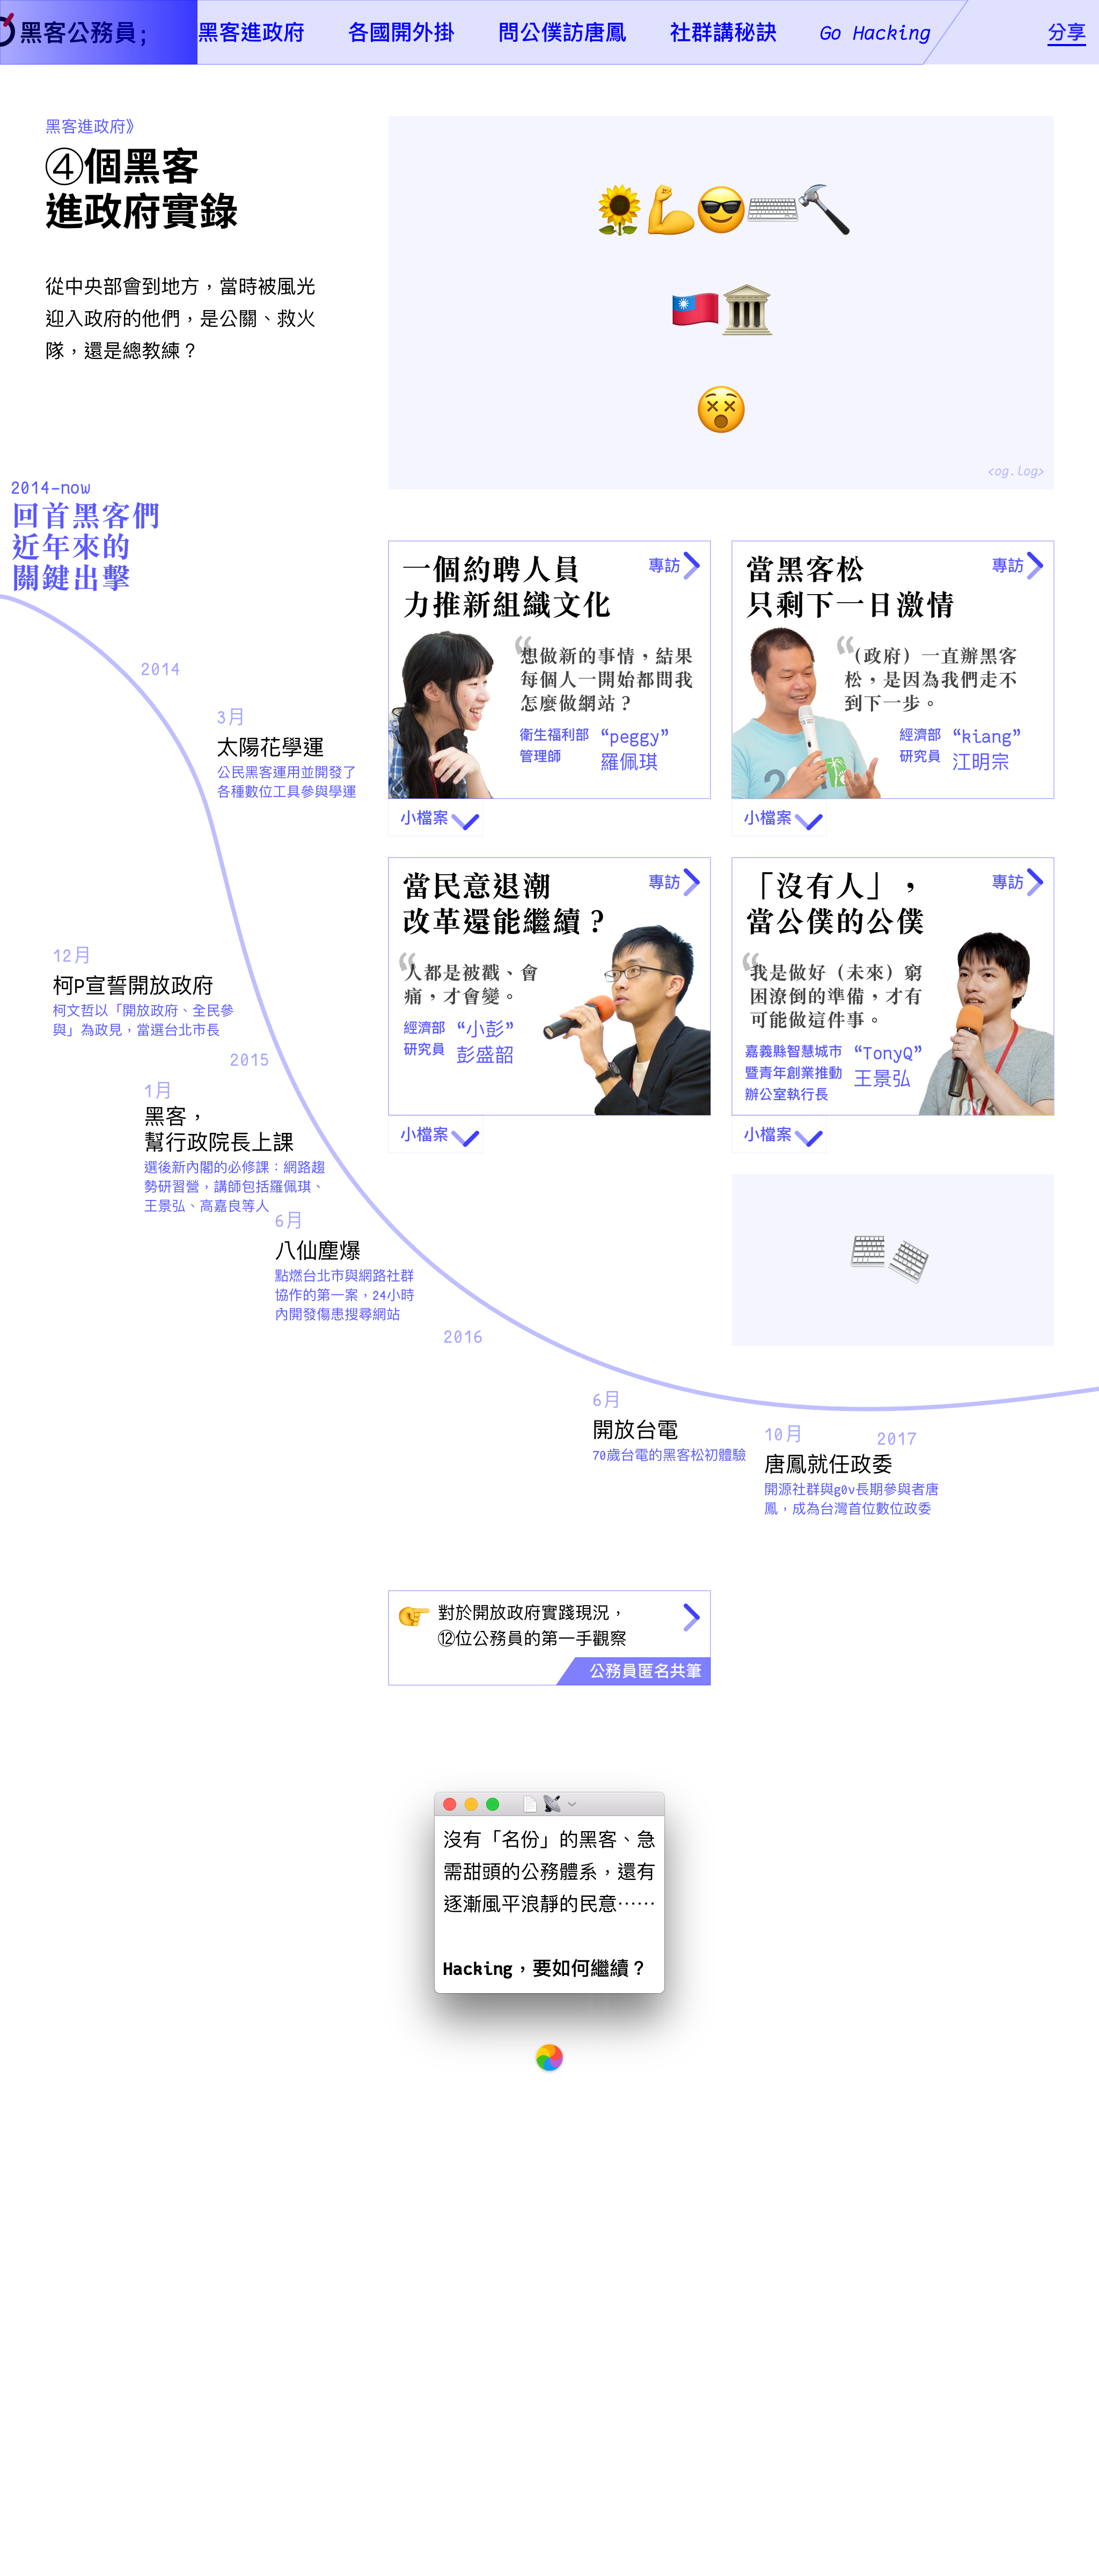 黑客公務員;
黑客進政府
各國開外掛
問公僕訪唐鳳
社群講秘訣
Go Hacking
分享
黑客進政府》
④個黑客
進政府實錄
從中央部會到地方，當時被風光
迎入政府的他們，是公關、救火
隊，還是總教練？
<og.log>
2014-now
回首黑客們
近年來的
關鍵出擊
一個約聘人員
力推新組織文化
專訪
“
想做新的事情，結果
每個人一開始都問我
怎麼做網站？
衛生福利部
管理師
“peggy”
羅佩琪
小檔案
當黑客松
只剩下一日激情
專訪
“
（政府）一直辦黑客
松，是因為我們走不
到下一步。
經濟部
研究員
“kiang”
江明宗
小檔案
2014
3月
太陽花學運
公民黑客運用並開發了
各種數位工具參與學運
當民意退潮
改革還能繼續？
專訪
“
人都是被戳、會
痛，才會變。
經濟部
研究員
“小彭”
彭盛韶
小檔案
「沒有人」，
當公僕的公僕
專訪
“
我是做好（未來）窮
困潦倒的準備，才有
可能做這件事。
嘉義縣智慧城市
暨青年創業推動
辦公室執行長
“TonyQ”
王景弘
小檔案
12月
柯P宣誓開放政府
柯文哲以「開放政府、全民參
與」為政見，當選台北市長
2015
1月
黑客，
幫行政院長上課
選後新內閣的必修課：網路趨
勢研習營，講師包括羅佩琪、
王景弘、高嘉良等人
6月
八仙塵爆
點燃台北市與網路社群
協作的第一案，24小時
內開發傷患搜尋網站
2016
6月
開放台電
70歲台電的黑客松初體驗
10月
唐鳳就任政委
開源社群與g0v長期參與者唐
鳳，成為台灣首位數位政委
2017
對於開放政府實踐現況，
⑫位公務員的第一手觀察
公務員匿名共筆
沒有「名份」的黑客、急
需甜頭的公務體系，還有
逐漸風平浪靜的民意⋯⋯
Hacking，要如何繼續？